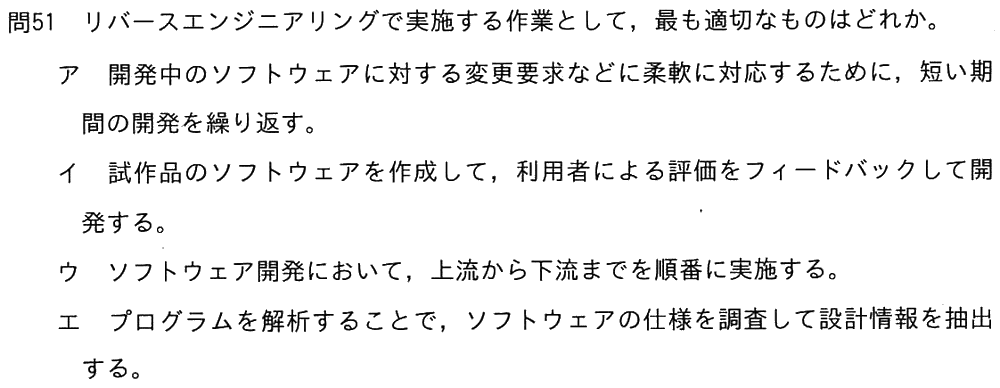 問51 リバースエンジニアリングで実施する作業として，最も適切なものはどれか。
ア 開発中のソフトウェアに対する変更要求などに柔軟に対応するために，短い期
間の開発を繰り返す。
イ 試作品のソフトウェアを作成して，利用者による評価をフィードバックして開
発する。
ウ ソフトウェア開発において，上流から下流までを順番に実施する。
エ プログラムを解析することで，ソフトウェアの仕様を調査して設計情報を抽出
する。